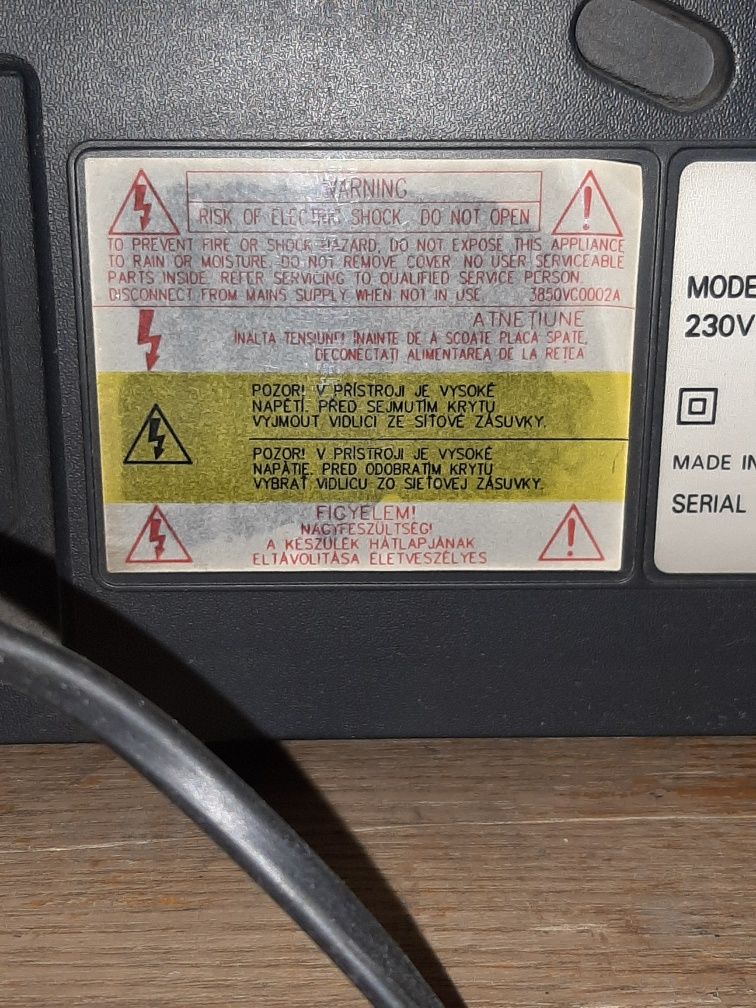 WARNING
RISK OF ELECTRIC SHOCK DO NOT OPEN
TO PREVENT FIRE OR SHOCK HAZARD, DO NOT EXPOSE THIS APPLIANCE
TO RAIN OR MOISTURE. DO NOT REMOVE COVER. NO USER SERVICEABLE
PARTS INSIDE. REFER SERVICING TO QUALIFIED SERVICE PERSON.
DISCONNECT FROM MAINS SUPPLY WHEN NOT IN USE. 3850VC0002A
ATNEȚIUNE
INALTA TENSIUNE! INAINTE DE A SCOATE PLACA SPATE,
DECONECTAȚI ALIMENTAREA DE LA REȚEA
POZOR! V PŘÍSTROJI JE VYSOKÉ
NAPĚTÍ. PŘED SEJMUTÍM KRYTU
VYJMOUT VIDLICI ZE SÍŤOVÉ ZÁSUVKY.
POZOR! V PRÍSTROJI JE VYSOKÉ
NAPÄTIE. PRED ODOBRATÍM KRYTU
VYBRAŤ VIDLICU ZO SIEŤOVEJ ZÁSUVKY.
FIGYELEM!
NAGYFESZÜLTSÉG!
A KÉSZÜLÉK HÁTLAPJÁNAK
ELTÁVOLÍTÁSA ÉLETVESZÉLYES
MODE
230V
MADE IN
SERIAL